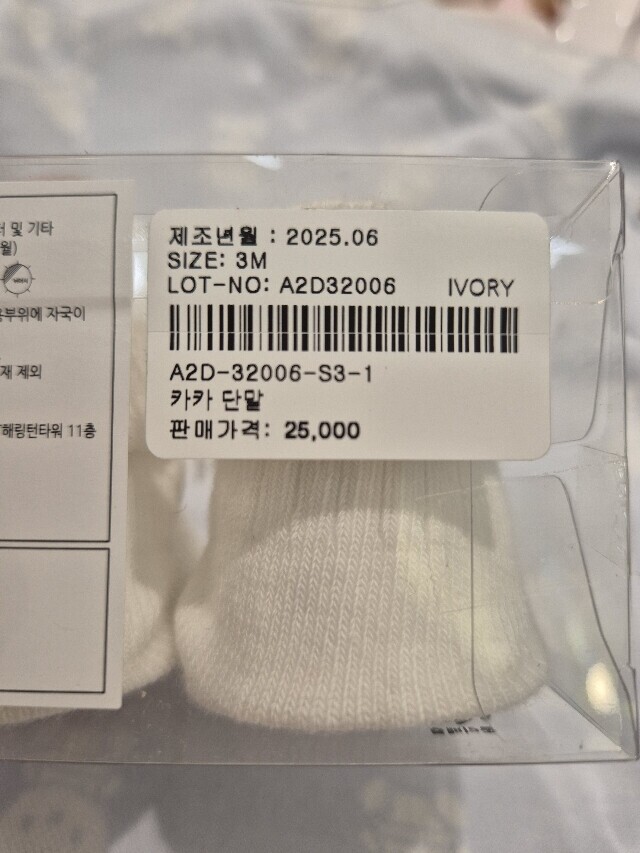 및 기타
월)
부위에 자국이
재 제외
해링턴타워 11층
제조년월 : 2025.06
SIZE: 3M
LOT-NO: A2D32006 IVORY
A2D-32006-S3-1
카카 단말
판매가격: 25,000